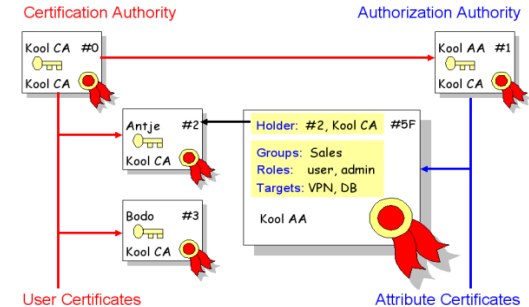 Certification Authority
Authorization Authority
Kool CA #0
Kool CA
Kool AA #1
Kool CA
Antje #2
Kool CA
Holder: #2, Kool CA #5F
Groups: Sales
Roles: user, admin
Targets: VPN, DB
Kool AA
Bodo #3
Kool CA
User Certificates
Attribute Certificates